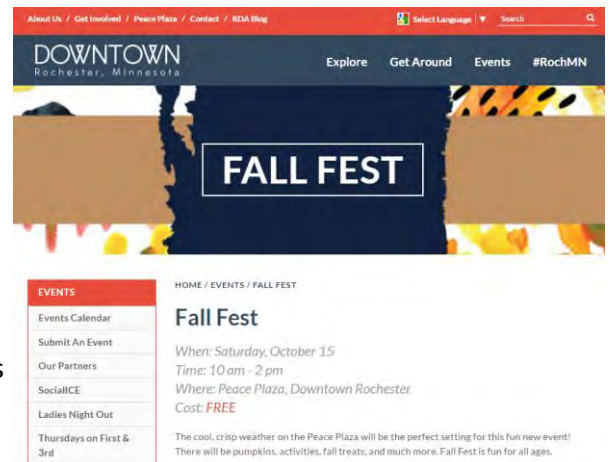 About Us / Get Involved / Peace Plaza / Contact / RDA Blog
Select Language ▼ Search
DOWNTOWN
Rochester, Minnesota
Explore Get Around Events #RochMN
FALL FEST
HOME / EVENTS / FALL FEST
EVENTS
Events Calendar
Submit An Event
Our Partners
SocialICE
Ladies Night Out
Thursdays on First &
3rd
Fall Fest
When: Saturday, October 15
Time: 10 am - 2 pm
Where: Peace Plaza, Downtown Rochester
Cost: FREE
The cool, crisp weather on the Peace Plaza will be the perfect setting for this fun new event!
There will be pumpkins, activities, fall treats, and much more. Fall Fest is fun for all ages.
s